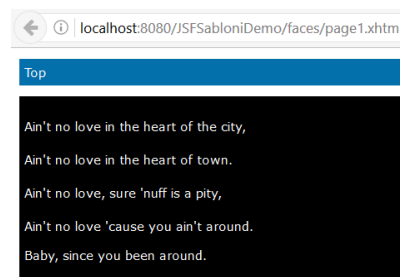 localhost:8080/JSFSabloniDemo/faces/page1.xhtm
Top
Ain't no love in the heart of the city,
Ain't no love in the heart of town.
Ain't no love, sure 'nuff is a pity,
Ain't no love 'cause you ain't around.
Baby, since you been around.